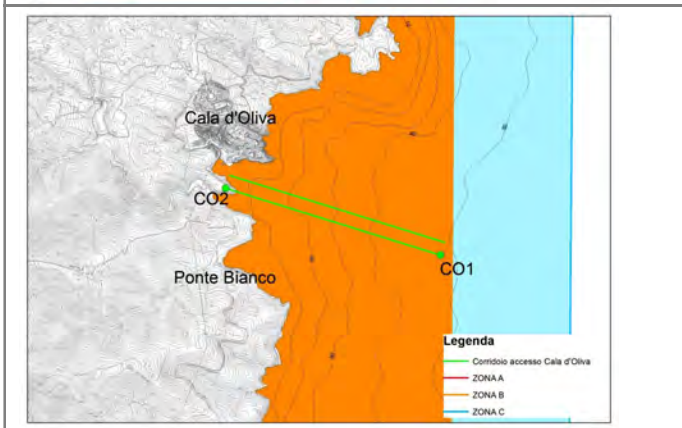 Cala d'Oliva
CO2
CO1
Ponte Bianco
Legenda
Corridoio accesso Cala d'Oliva
ZONA A
ZONA B
ZONA C